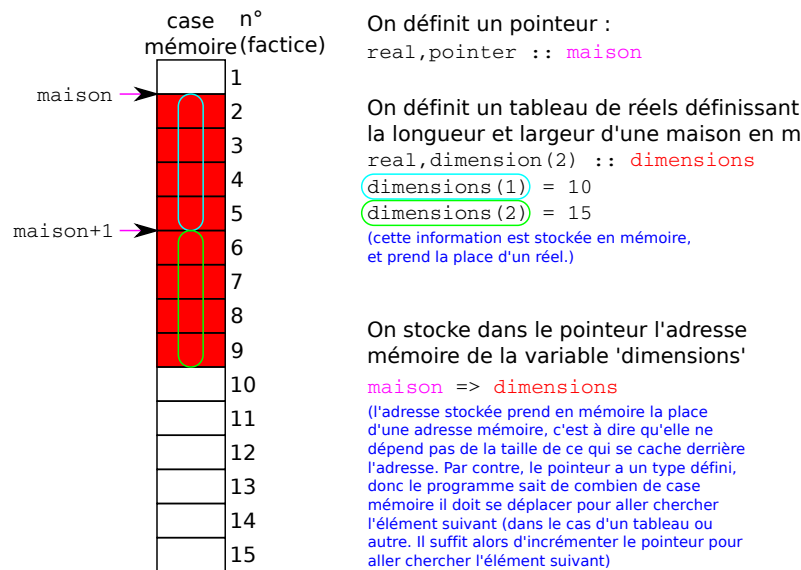 case n°
mémoire (factice)
1
maison
2
3
4
5
maison+1
6
7
8
9
10
11
12
13
14
15
On définit un pointeur :
real,pointer :: maison
On définit un tableau de réels définissant
la longueur et largeur d'une maison en m
real,dimension(2) :: dimensions
dimensions(1) = 10
dimensions(2) = 15
(cette information est stockée en mémoire,
et prend la place d'un réel.)
On stocke dans le pointeur l'adresse
mémoire de la variable 'dimensions'
maison => dimensions
(l'adresse stockée prend en mémoire la place
d'une adresse mémoire, c'est à dire qu'elle ne
dépend pas de la taille de ce qui se cache derrière
l'adresse. Par contre, le pointeur a un type défini,
donc le programme sait de combien de case
mémoire il doit se déplacer pour aller chercher
l'élément suivant (dans le cas d'un tableau ou
autre. Il suffit alors d'incrémenter le pointeur pour
aller chercher l'élément suivant)